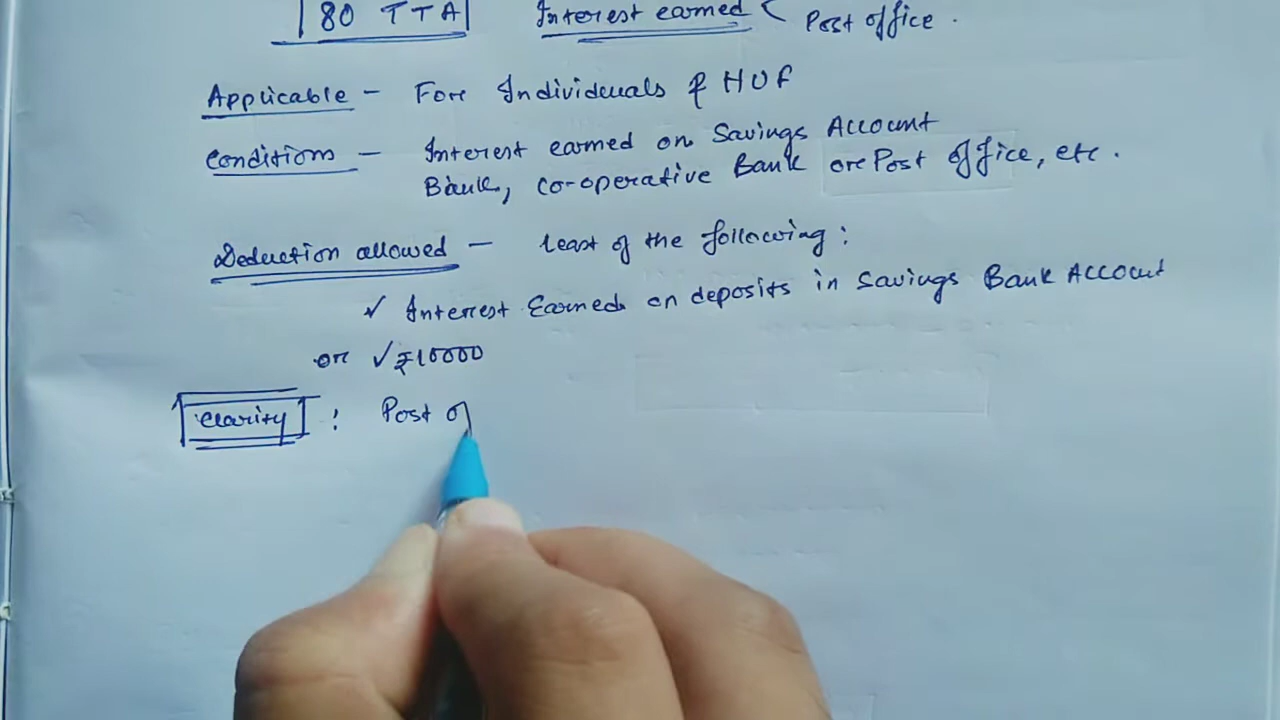 80 TTA Interest earned < Post office.
Applicable - For Individuals & HUF
Condition - Interest earned on Savings Account
Bank, co-operative Bank or Post office, etc.
Deduction allowed - least of the following:
✓ Interest Earned on deposits in Savings Bank Account
or ✓ ₹10000
Clarity : Post of